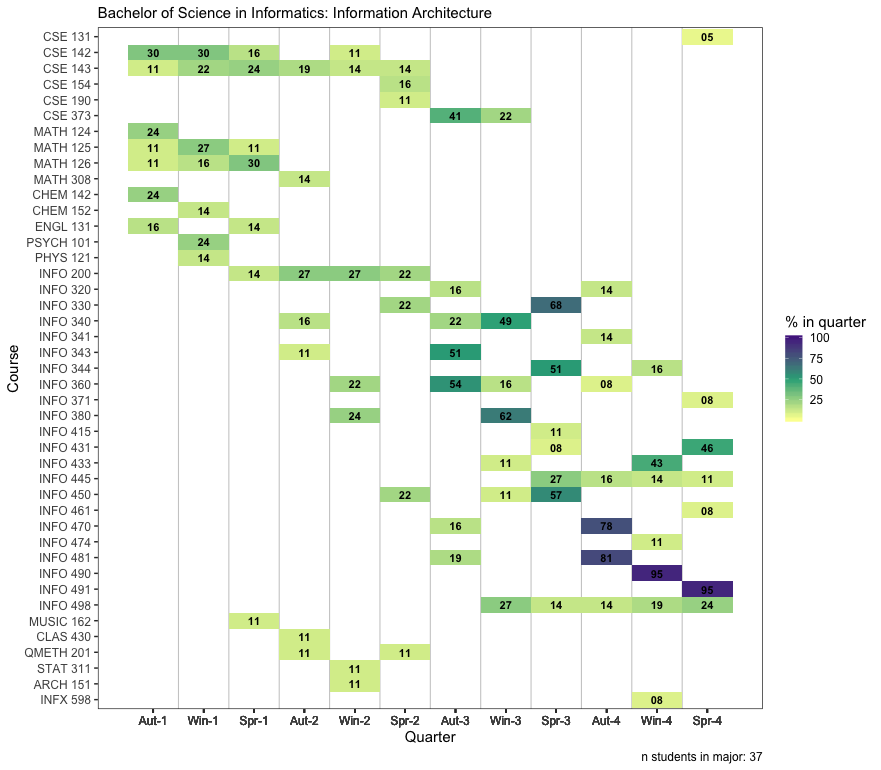 Bachelor of Science in Informatics: Information Architecture
CSE 131 05
CSE 142 30 30 16 11
CSE 143 11 22 24 19 14 14
CSE 154 16
CSE 190 11
CSE 373 41 22
MATH 124 24
MATH 125 11 27 11
MATH 126 11 16 30
MATH 308 14
CHEM 142 24
CHEM 152 14
ENGL 131 16 14
PSYCH 101 24
PHYS 121 14
INFO 200 14 27 27 22
INFO 320 16 14
INFO 330 22 68
INFO 340 16 22 49
INFO 341 14
INFO 343 11 51
INFO 344 51 16
INFO 360 22 54 16 08
INFO 371 08
INFO 380 24 62
INFO 415 11
INFO 431 08 46
INFO 433 11 43
INFO 445 27 16 14 11
INFO 450 22 11 57
INFO 461 08
INFO 470 16 78
INFO 474 11
INFO 481 19 81
INFO 490 95
INFO 491 95
INFO 498 27 14 14 19 24
MUSIC 162 11
CLAS 430 11
QMETH 201 11 11
STAT 311 11
ARCH 151 11
INFX 598 08
Course
Aut-1 Win-1 Spr-1 Aut-2 Win-2 Spr-2 Aut-3 Win-3 Spr-3 Aut-4 Win-4 Spr-4
Quarter
% in quarter
100
75
50
25
n students in major: 37